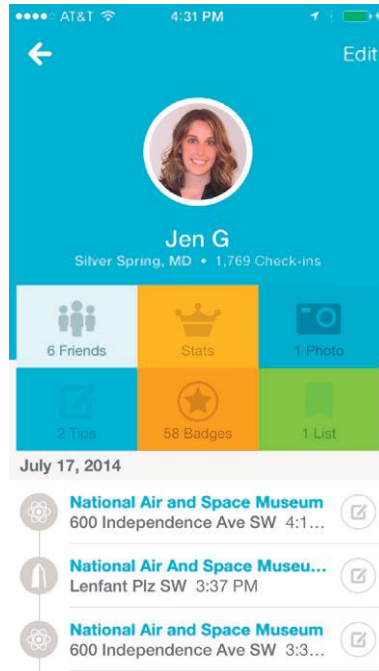 AT&T 4:31 PM
Edit
Jen G
Silver Spring, MD • 1,769 Check-ins
6 Friends Stats 1 Photo
2 Tips 58 Badges 1 List
July 17, 2014
National Air and Space Museum
600 Independence Ave SW 4:1...
National Air And Space Museu...
Lenfant Plz SW 3:37 PM
National Air and Space Museum
600 Independence Ave SW 3:3...